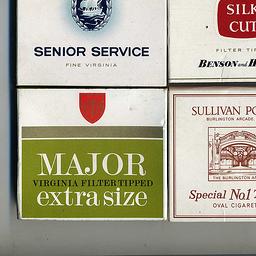 SENIOR SERVICE
FINE VIRGINIA
SILK
CUT
FILTER TI
BENSON and H
MAJOR
VIRGINIA FILTER TIPPED
extra size
SULLIVAN PO
BURLINGTON ARCADE
THE BURLINGTON AR
Special No1 T
OVAL CIGARET